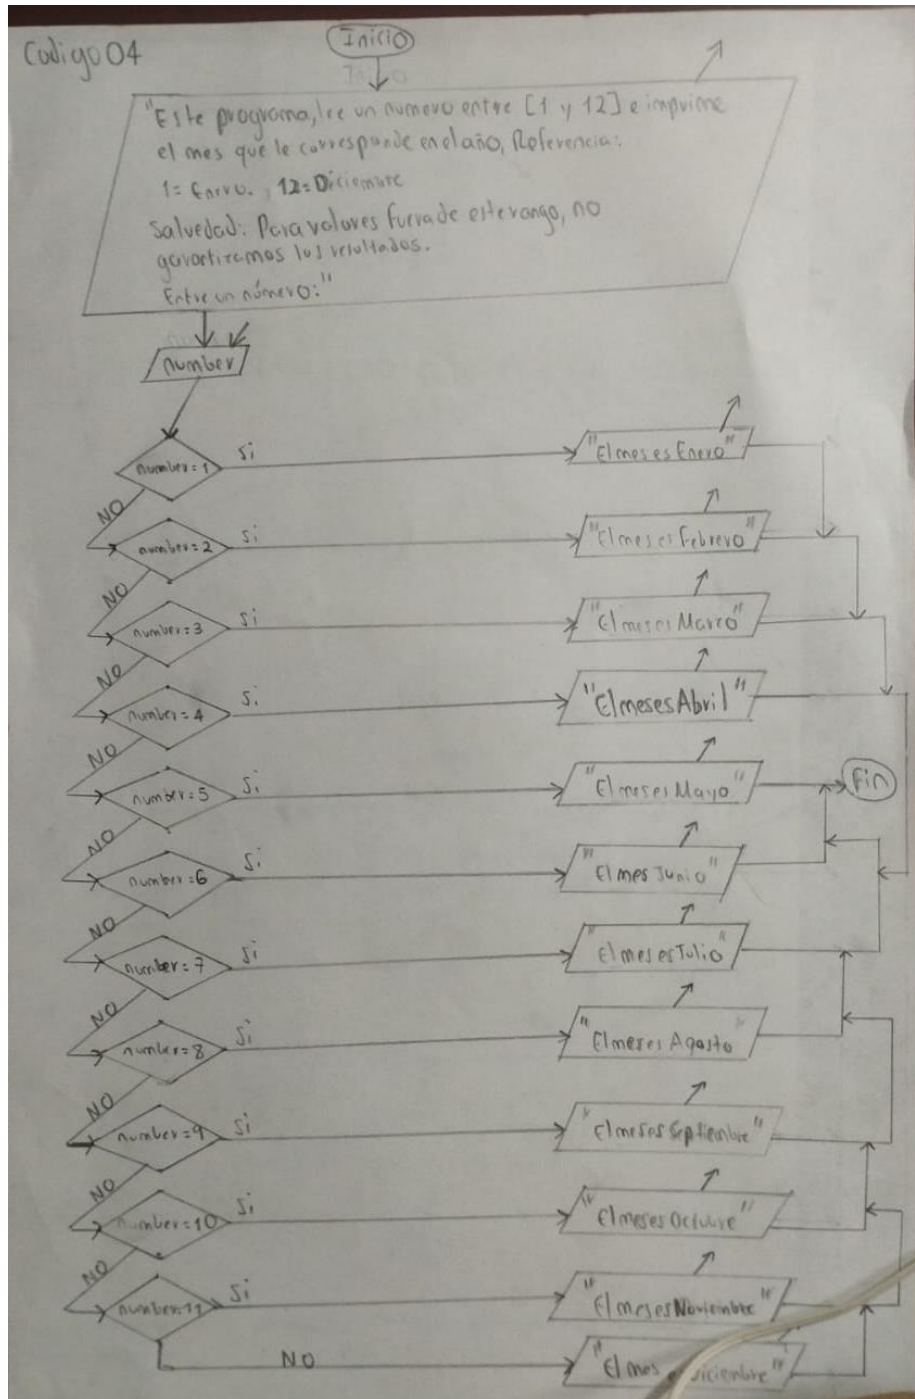 Codigo 04
Inicio
"Este programa, lee un numero entre [1 y 12] e imprime
el mes que le corresponde en el año, Referencia:
1= Enero. , 12= Diciembre
Salvedad: Para valores fuera de este rango, no
garantizamos los resultados.
Entre un número:"
number
number=1 Si "El mes es Enero"
NO
number=2 Si "El mes es Febrero"
NO
number=3 Si "El mes es Marzo"
NO
number=4 Si "El mes es Abril"
NO
number=5 Si "El mes es Mayo" Fin
NO
number=6 Si "El mes Junio"
NO
number=7 Si "El mes es Julio"
NO
number=8 Si "El mes es Agosto"
NO
number=9 Si "El mes es Septiembre"
NO
number=10 Si "El mes es Octubre"
NO
number=11 Si "El mes es Noviembre"
NO "El mes Diciembre"